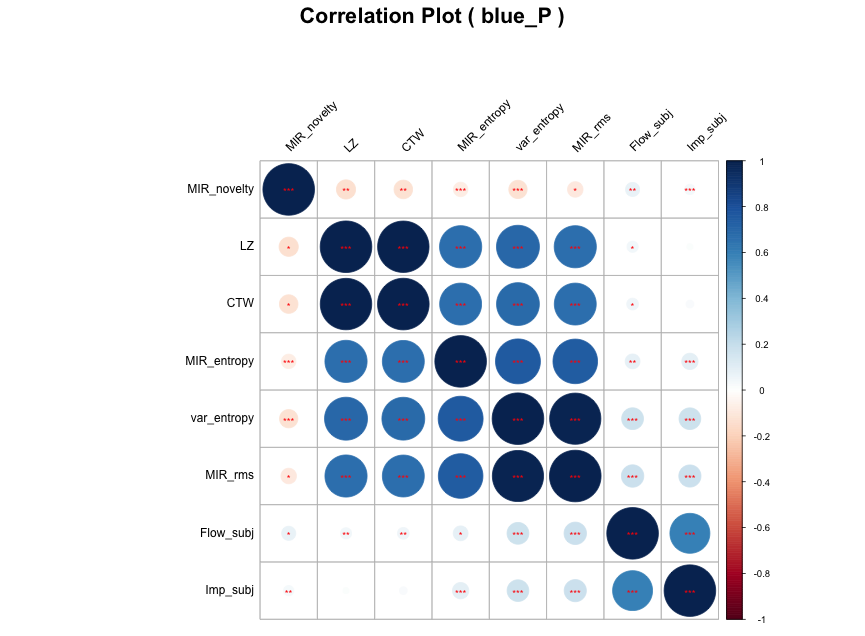 Correlation Plot ( blue_P )
MIR_novelty LZ CTW MIR_entropy var_entropy MIR_rms Flow_subj Imp_subj
MIR_novelty *** ** ** *** *** * ** ***
LZ * *** *** *** *** *** *
CTW * *** *** *** *** *** *
MIR_entropy *** *** *** *** *** *** ** ***
var_entropy *** *** *** *** *** *** *** ***
MIR_rms * *** *** *** *** *** *** ***
Flow_subj * ** ** * *** *** *** ***
Imp_subj ** *** *** *** *** ***
1
0.8
0.6
0.4
0.2
0
-0.2
-0.4
-0.6
-0.8
-1